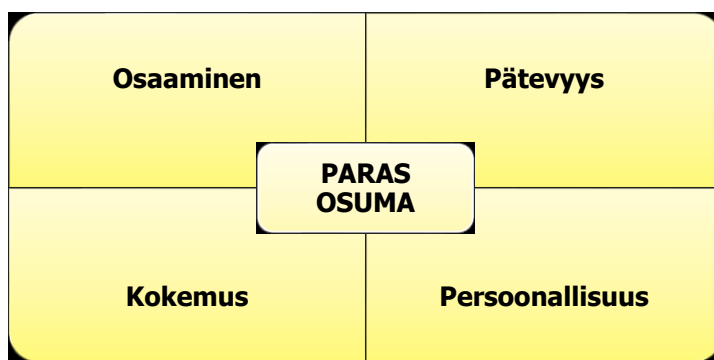 Osaaminen
Pätevyys
PARAS
OSUMA
Kokemus
Persoonallisuus